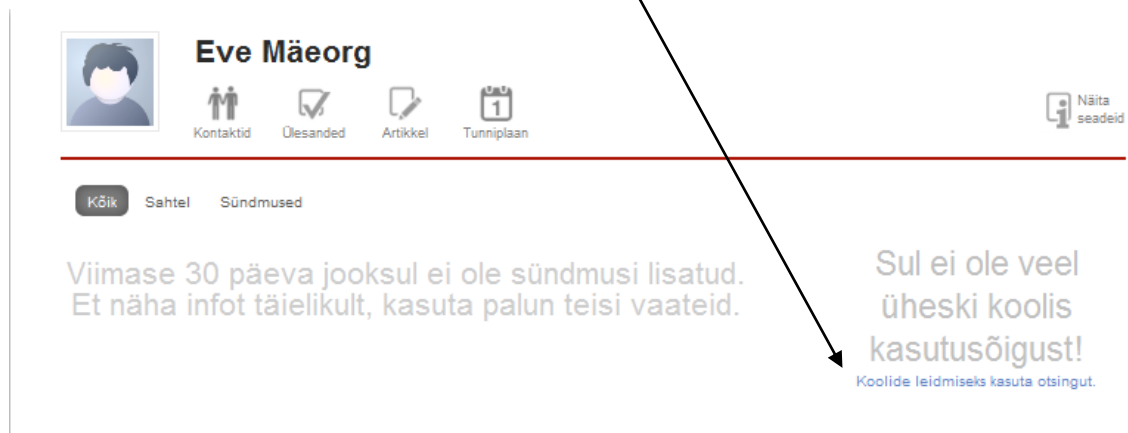 Eve Mäeorg
Kontaktid Ülesanded Artikkel 1 Tunniplaan
Näita
seadeid
Kõik Sahtel Sündmused
Viimase 30 päeva jooksul ei ole sündmusi lisatud.
Et näha infot täielikult, kasuta palun teisi vaateid.
Sul ei ole veel
üheski koolis
kasutusõigust!
Koolide leidmiseks kasuta otsingut.